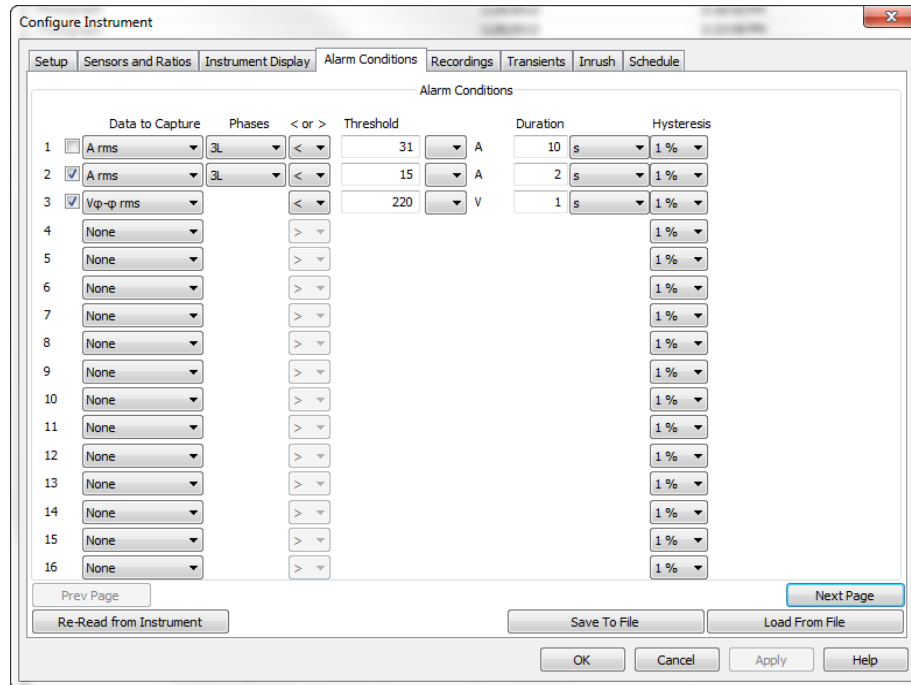 Configure Instrument
Setup Sensors and Ratios Instrument Display Alarm Conditions Recordings Transients Inrush Schedule
Alarm Conditions
Data to Capture Phases < or > Threshold Duration Hysteresis
1 A rms 3L < 31 A 10 s 1 %
2 A rms 3L < 15 A 2 s 1 %
3 Vφ-φ rms < 220 V 1 s 1 %
4 None > 1 %
5 None > 1 %
6 None > 1 %
7 None > 1 %
8 None > 1 %
9 None > 1 %
10 None > 1 %
11 None > 1 %
12 None > 1 %
13 None > 1 %
14 None > 1 %
15 None > 1 %
16 None > 1 %
Prev Page Next Page
Re-Read from Instrument Save To File Load From File
OK Cancel Apply Help